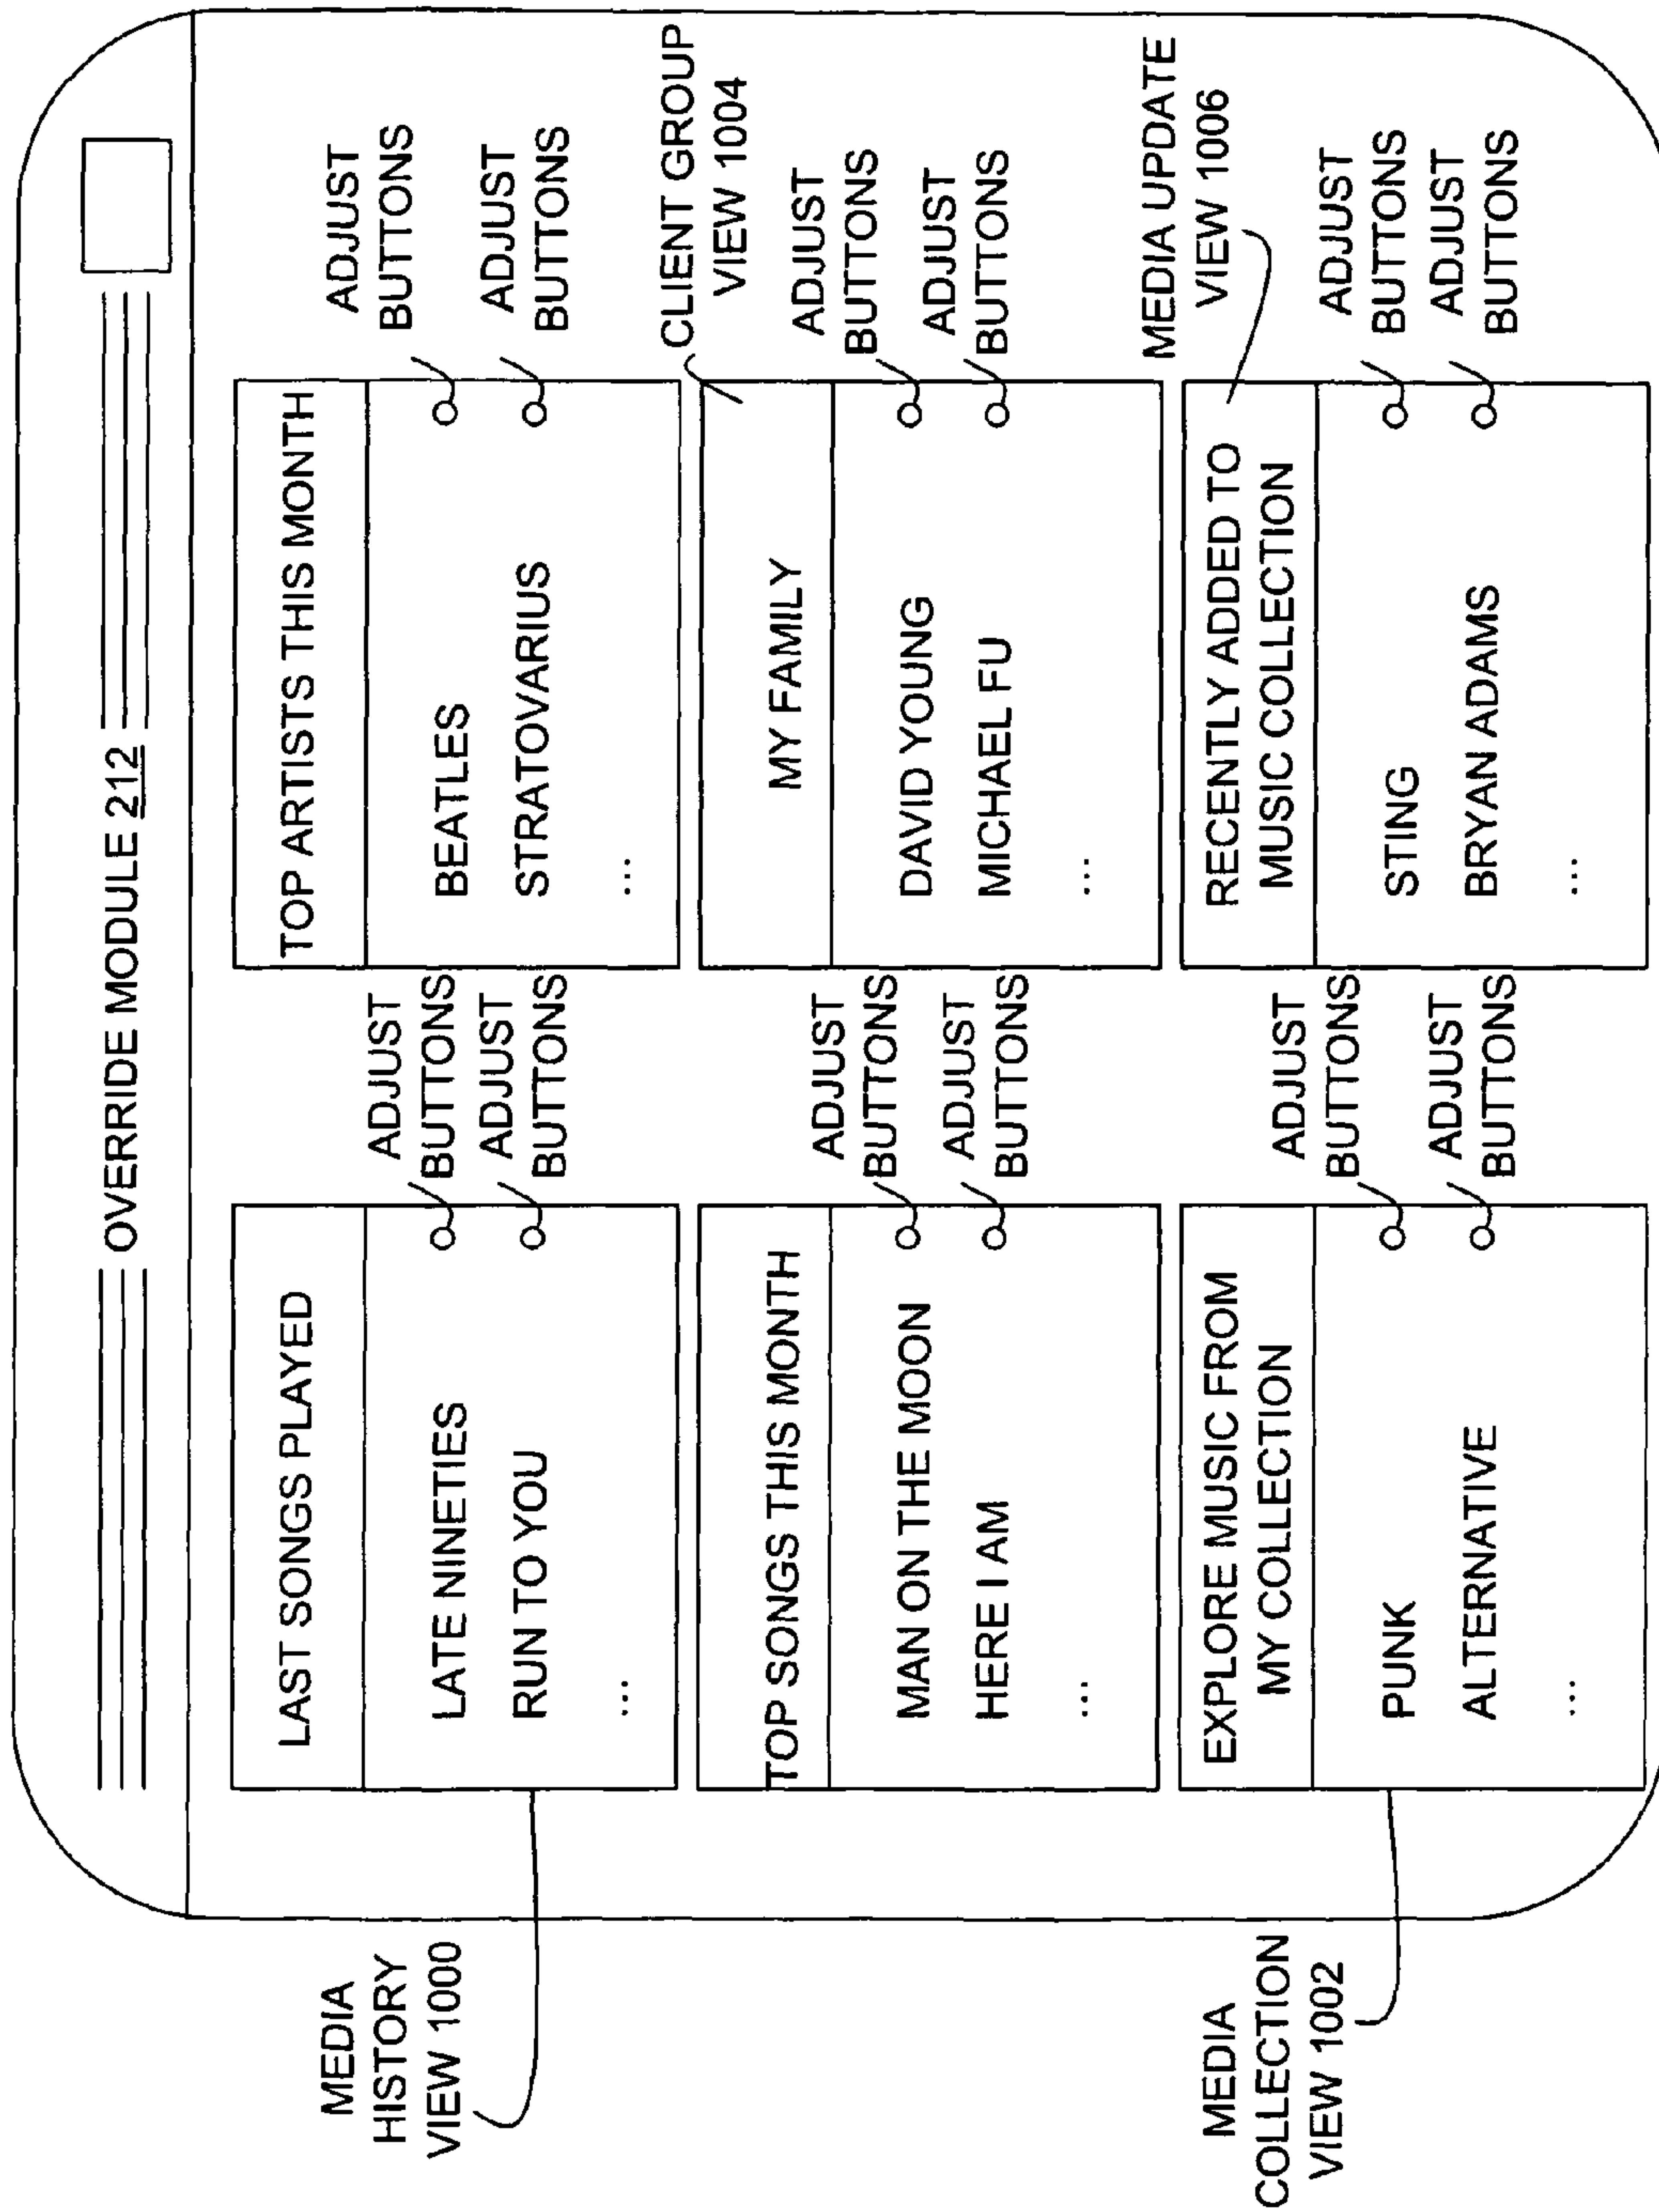 OVERRIDE MODULE 212
MEDIA
HISTORY
VIEW 1000
LAST SONGS PLAYED
LATE NINETIES
RUN TO YOU
...
ADJUST
BUTTONS
ADJUST
BUTTONS
TOP ARTISTS THIS MONTH
BEATLES
STRATOVARIUS
...
ADJUST
BUTTONS
ADJUST
BUTTONS
TOP SONGS THIS MONTH
MAN ON THE MOON
HERE I AM
...
ADJUST
BUTTONS
ADJUST
BUTTONS
CLIENT GROUP
VIEW 1004
MY FAMILY
DAVID YOUNG
MICHAEL FU
...
ADJUST
BUTTONS
ADJUST
BUTTONS
MEDIA
COLLECTION
VIEW 1002
EXPLORE MUSIC FROM
MY COLLECTION
PUNK
ALTERNATIVE
...
ADJUST
BUTTONS
ADJUST
BUTTONS
MEDIA UPDATE
VIEW 1006
RECENTLY ADDED TO
MUSIC COLLECTION
STING
BRYAN ADAMS
...
ADJUST
BUTTONS
ADJUST
BUTTONS